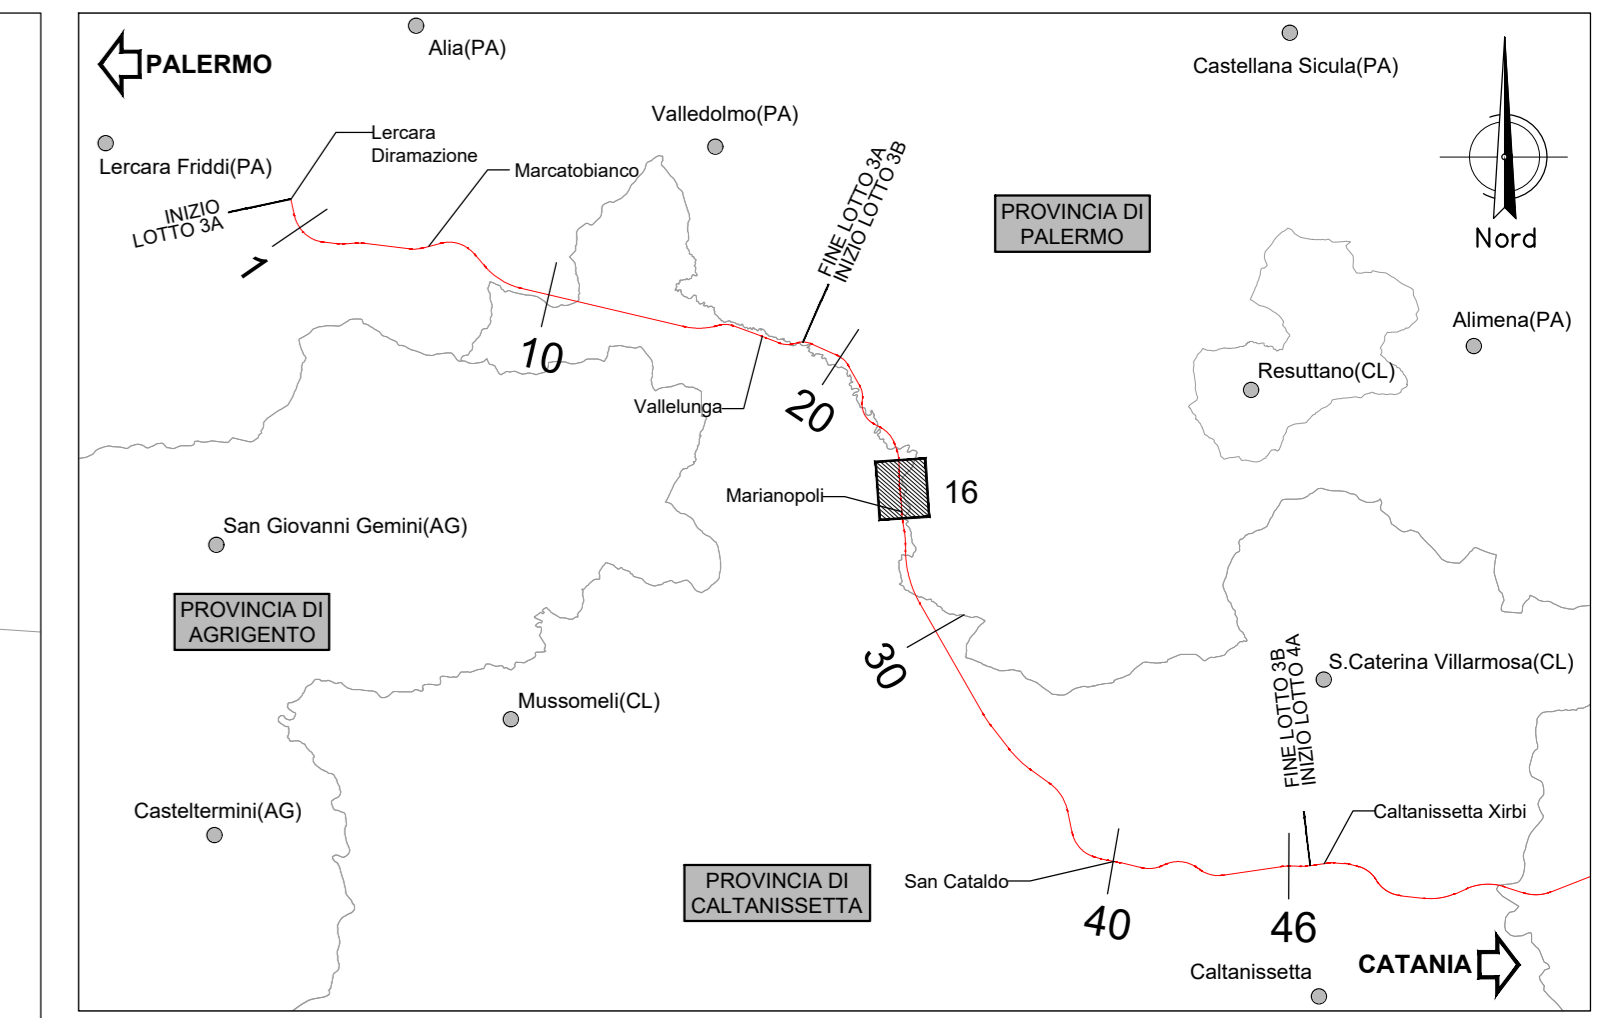 Alia(PA)
PALERMO
Castellana Sicula(PA)
Valledolmo(PA)
Lercara
Diramazione
Lercara Friddi(PA)
Marcatobianco
INIZIO
LOTTO 3A
FINE LOTTO 3A
INIZIO LOTTO 3B
PROVINCIA DI
PALERMO
Nord
1
Alimena(PA)
10
Resuttano(CL)
Vallelunga
20
Marianopoli
16
San Giovanni Gemini(AG)
PROVINCIA DI
AGRIGENTO
30
S.Caterina Villarmosa(CL)
FINE LOTTO 3B
INIZIO LOTTO 4A
Mussomeli(CL)
Casteltermini(AG)
Caltanissetta Xirbi
PROVINCIA DI
CALTANISSETTA
San Cataldo
40
46
Caltanissetta
CATANIA